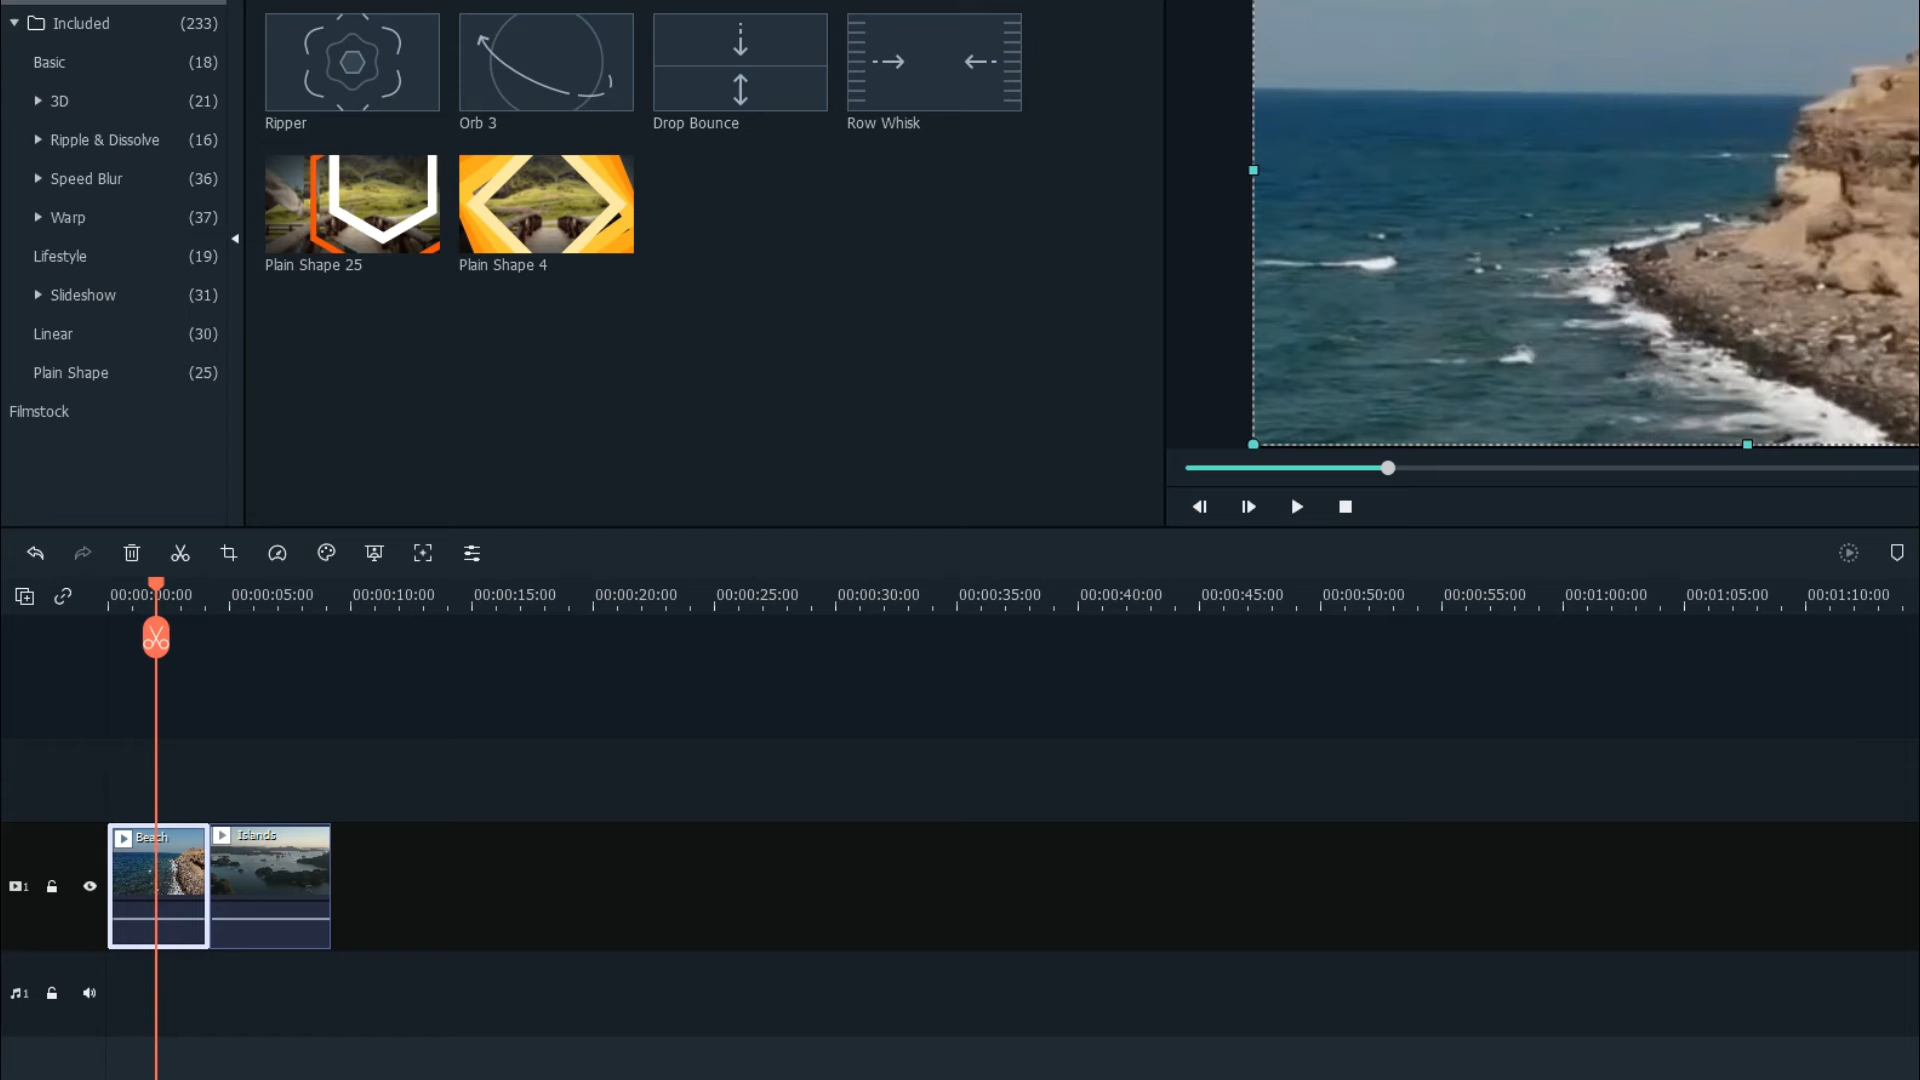 Included (233)
Basic (18)
3D (21)
Ripple & Dissolve (16)
Speed Blur (36)
Warp (37)
Lifestyle (19)
Slideshow (31)
Linear (30)
Plain Shape (25)
Filmstock
Ripper
Orb 3
Drop Bounce
Row Whisk
Plain Shape 25
Plain Shape 4
00:00:00:00 00:00:05:00 00:00:10:00 00:00:15:00 00:00:20:00 00:00:25:00 00:00:30:00 00:00:35:00 00:00:40:00 00:00:45:00 00:00:50:00 00:00:55:00 00:01:00:00 00:01:05:00 00:01:10:00
Beach
Islands
1
1